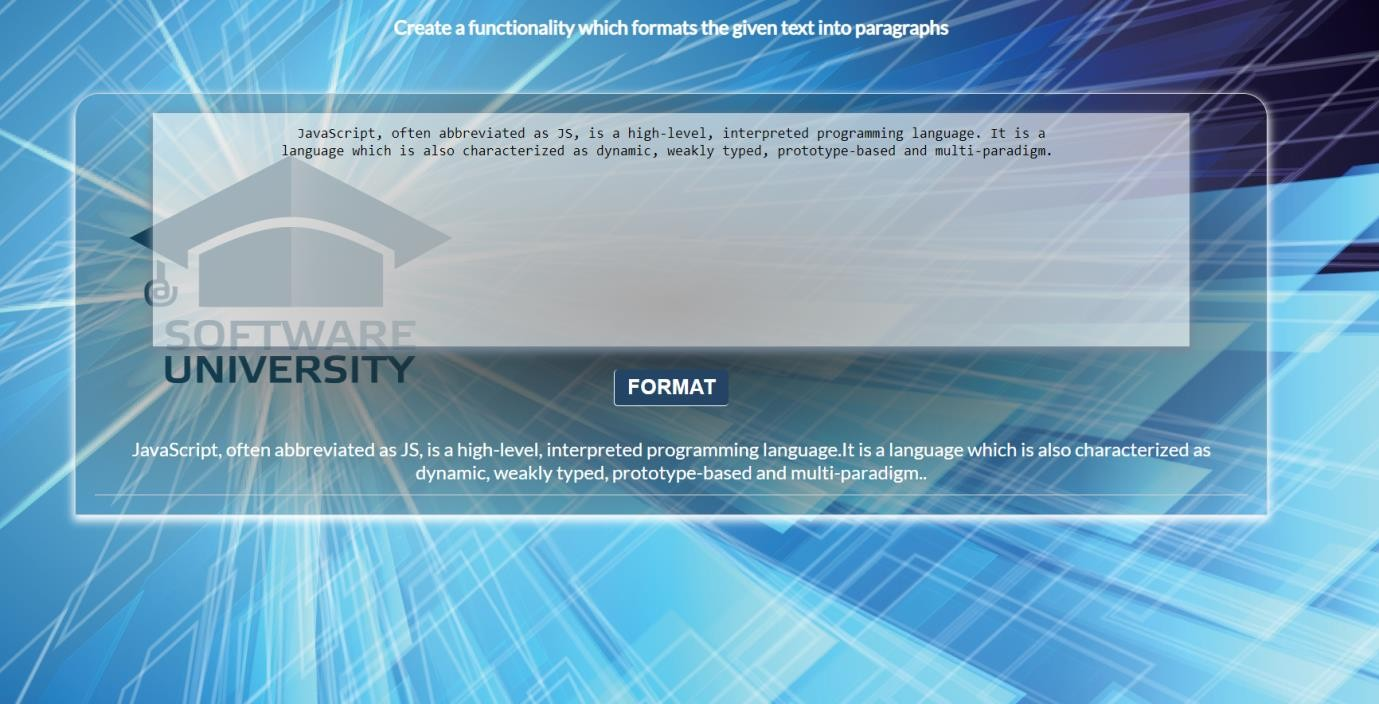 Create a functionality which formats the given text into paragraphs
JavaScript, often abbreviated as JS, is a high-level, interpreted programming language. It is a
language which is also characterized as dynamic, weakly typed, prototype-based and multi-paradigm.
SOFTWARE
UNIVERSITY
FORMAT
JavaScript, often abbreviated as JS, is a high-level, interpreted programming language.It is a language which is also characterized as
dynamic, weakly typed, prototype-based and multi-paradigm..